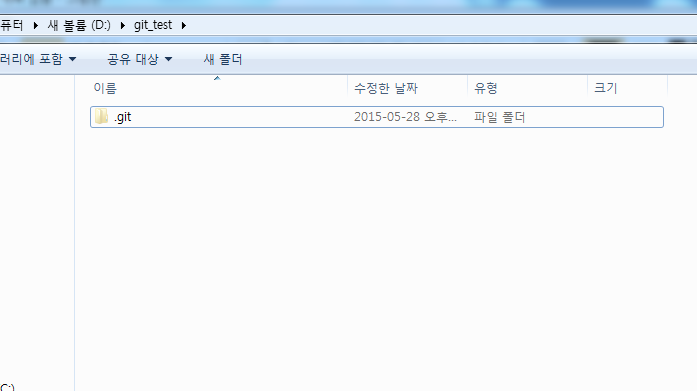 퓨터 ▸ 새 볼륨 (D:) ▸ git_test ▸
러리에 포함 ▼ 공유 대상 ▼ 새 폴더
이름 수정한 날짜 유형 크기
.git 2015-05-28 오후... 파일 폴더
C:)